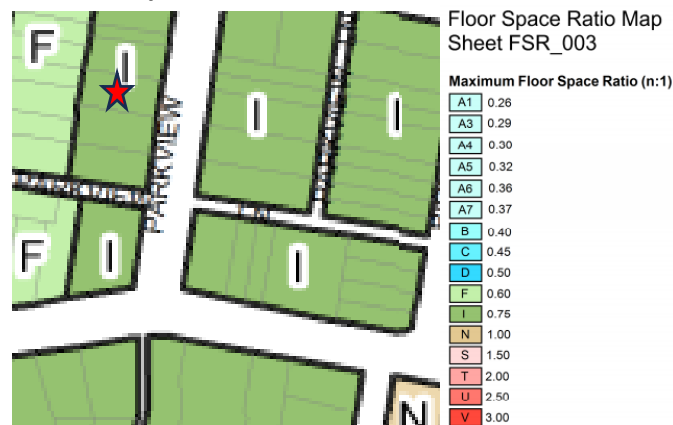 Floor Space Ratio Map
Sheet FSR_003
Maximum Floor Space Ratio (n:1)
A1 0.26
A3 0.29
A4 0.30
A5 0.32
A6 0.36
A7 0.37
B 0.40
C 0.45
D 0.50
F 0.60
I 0.75
N 1.00
S 1.50
T 2.00
U 2.50
V 3.00
F
I
I
I
PARKVIEW
F
I
I
N